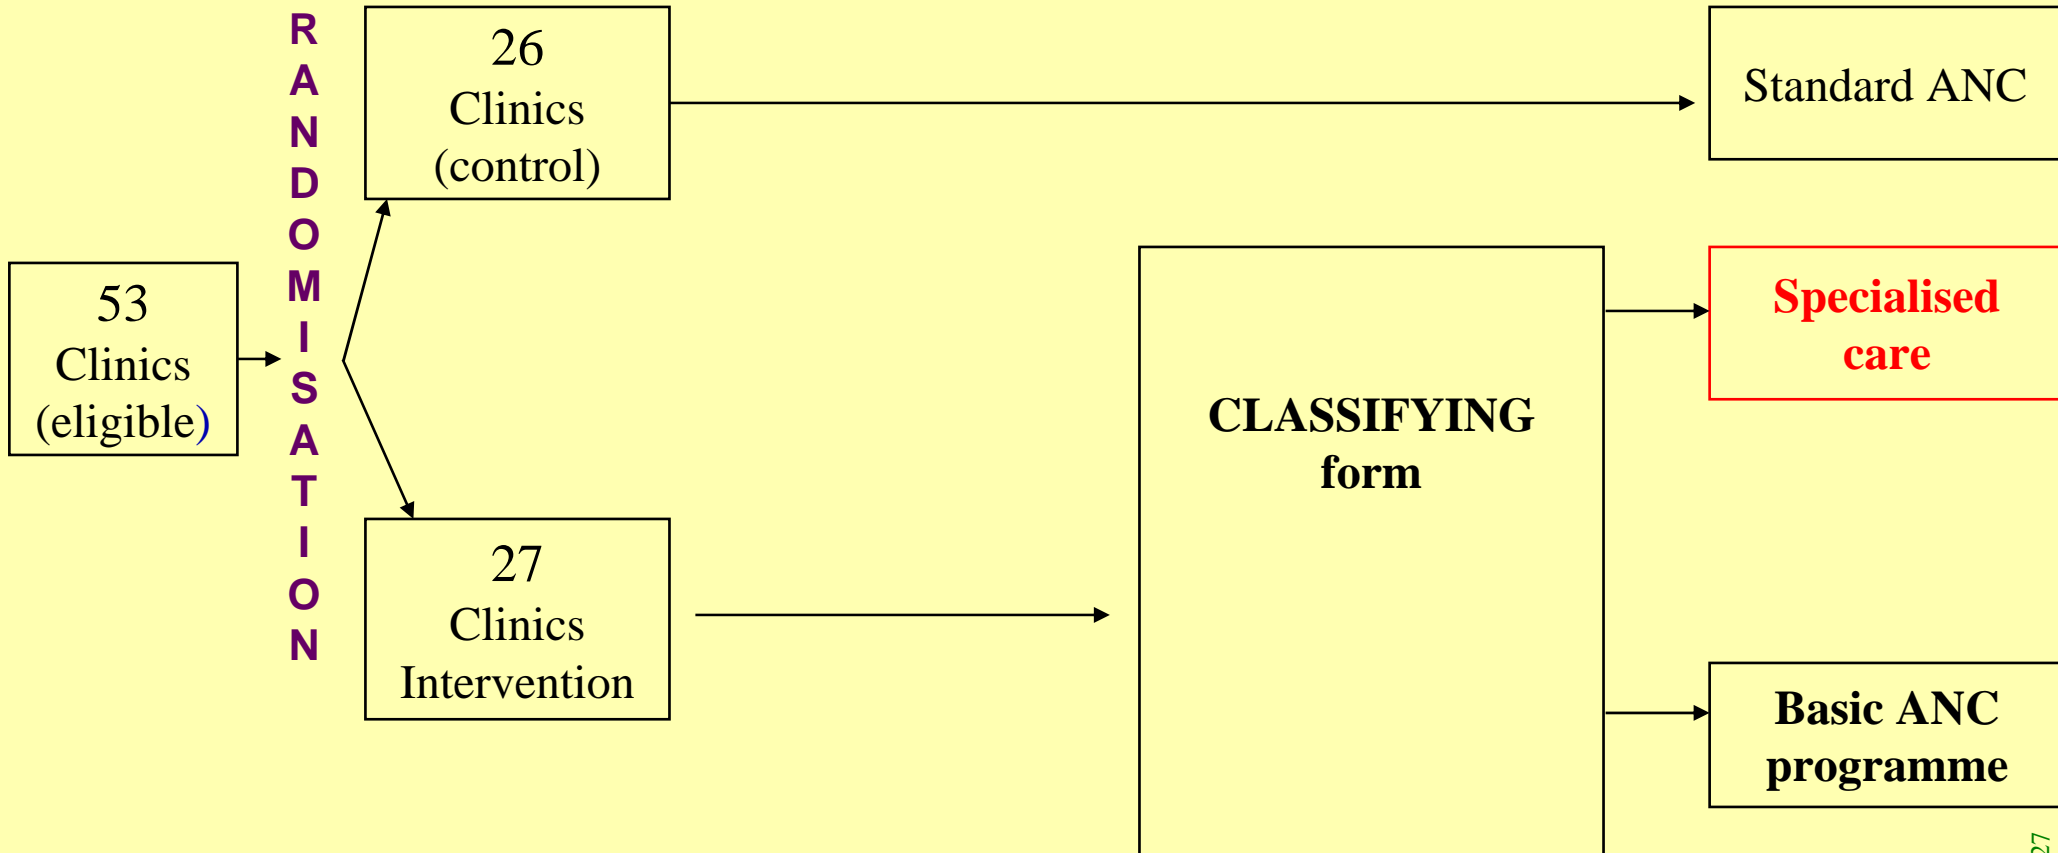 53
Clinics
(eligible)
R
A
N
D
O
M
I
S
A
T
I
O
N
26
Clinics
(control)
27
Clinics
Intervention
CLASSIFYING
form
Standard ANC
Specialised
care
Basic ANC
programme
27